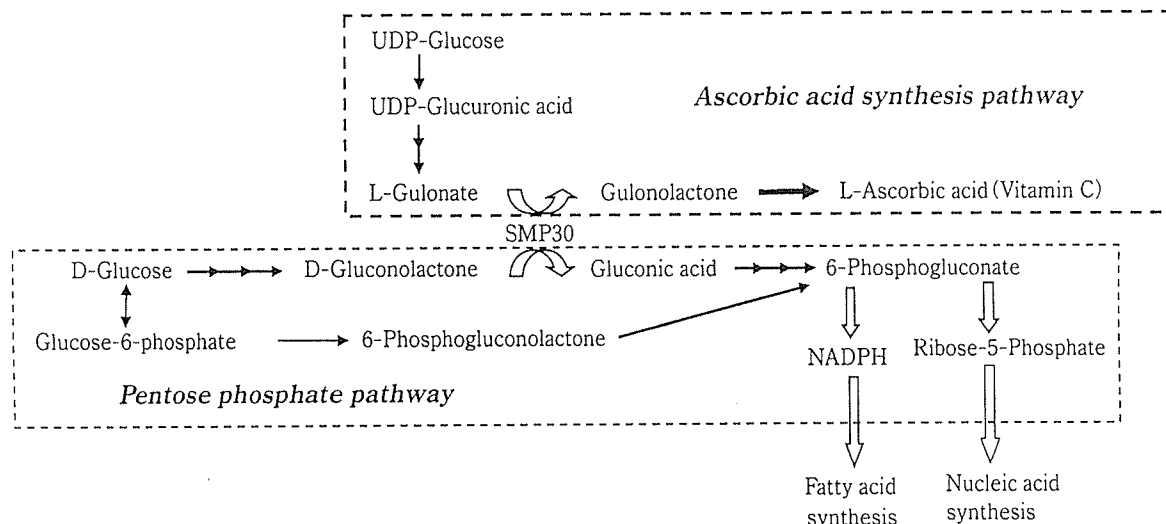 UDP-Glucose
UDP-Glucuronic acid
Ascorbic acid synthesis pathway
L-Gulonate
Gulonolactone
L-Ascorbic acid (Vitamin C)
SMP30
D-Glucose
D-Gluconolactone
Gluconic acid
6-Phosphogluconate
Glucose-6-phosphate
6-Phosphogluconolactone
NADPH
Ribose-5-Phosphate
Pentose phosphate pathway
Fatty acid
synthesis
Nucleic acid
synthesis